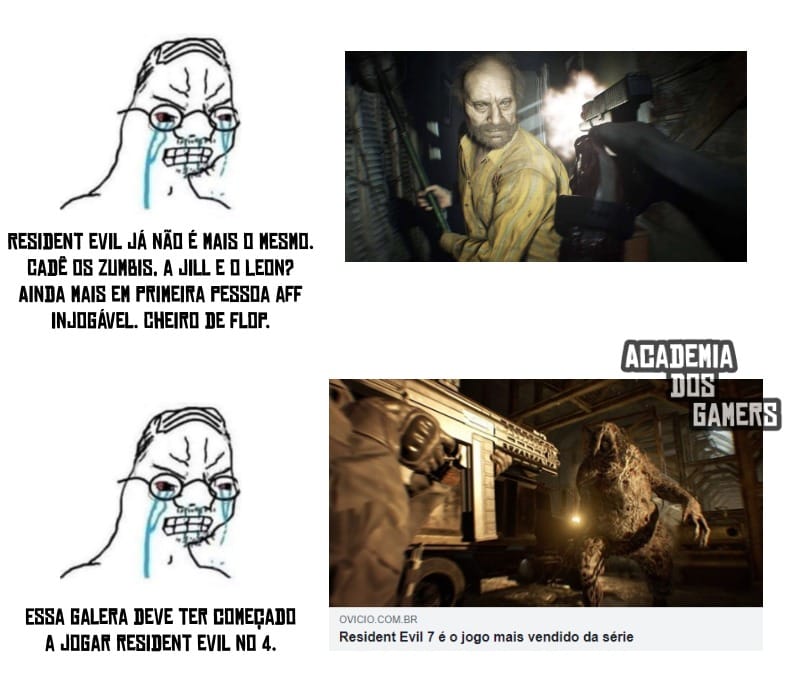 RESIDENT EVIL JÁ NÃO É MAIS O MESMO.
CADÊ OS ZUMBIS, A JILL E O LEON?
AINDA MAIS EM PRIMEIRA PESSOA AFF
INJOGÁVEL. CHEIRO DE FLOP.
ACADEMIA
DOS
GAMERS
ESSA GALERA DEVE TER COMEÇADO
A JOGAR RESIDENT EVIL NO 4.
OVICIO.COM.BR
Resident Evil 7 é o jogo mais vendido da série